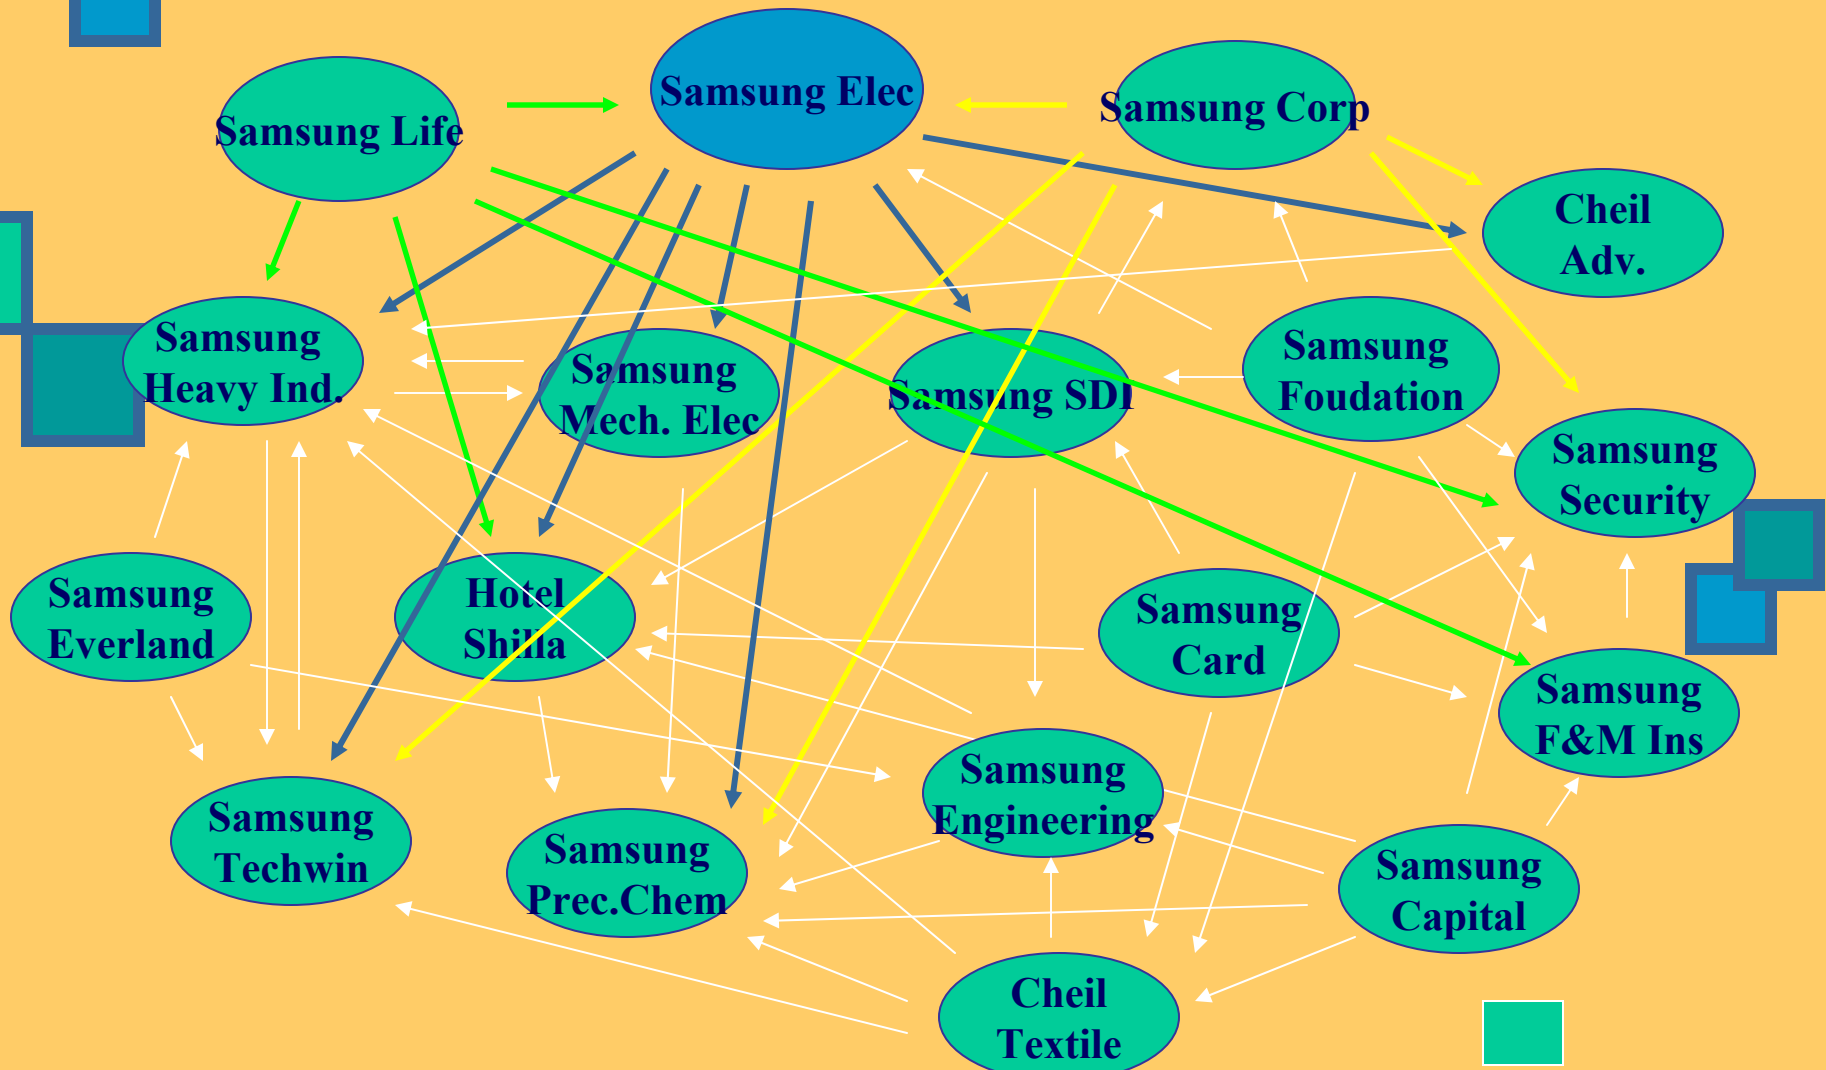 Samsung Elec
Samsung Life
Samsung Corp
Cheil
Adv.
Samsung
Heavy Ind.
Samsung
Mech. Elec
Samsung SDI
Samsung
Foudation
Samsung
Security
Samsung
Everland
Hotel
Shilla
Samsung
Card
Samsung
F&M Ins
Samsung
Techwin
Samsung
Prec.Chem
Samsung
Engineering
Samsung
Capital
Cheil
Textile